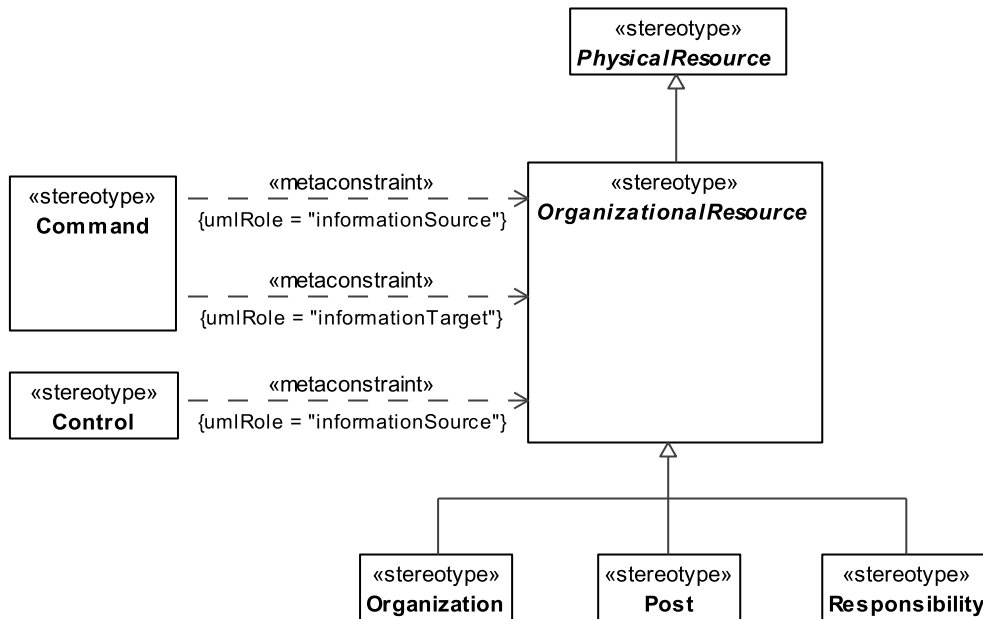 «stereotype»
PhysicalResource
«metaconstraint»
«stereotype»
«stereotype»
Command
{umlRole = "informationSource"}
OrganizationalResource
«metaconstraint»
{umlRole = "informationTarget"}
«stereotype»
Control
«metaconstraint»
{umlRole = "informationSource"}
«stereotype»
Organization
«stereotype»
Post
«stereotype»
Responsibility